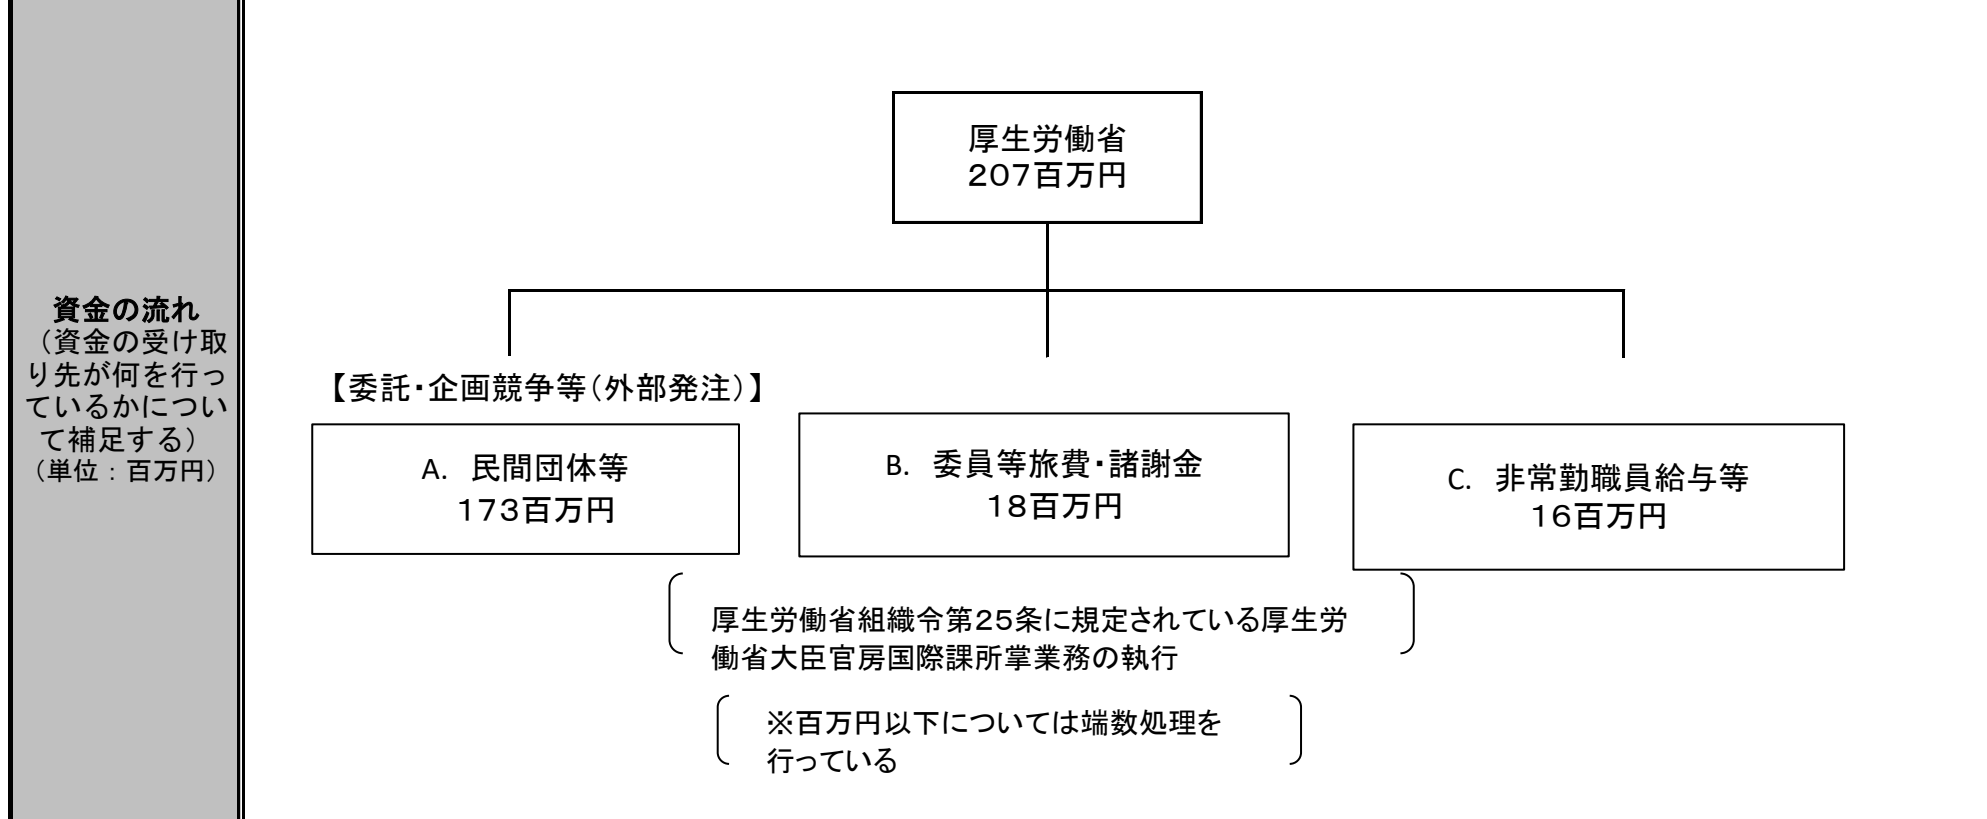 資金の流れ
（資金の受け取
り先が何を行っ
ているかについ
て補足する）
（単位：百万円）
厚生労働省
２０７百万円
【委託・企画競争等（外部発注）】
A. 民間団体等
１７３百万円
B. 委員等旅費・諸謝金
１８百万円
C. 非常勤職員給与等
１６百万円
厚生労働省組織令第２５条に規定されている厚生労
働省大臣官房国際課所掌業務の執行
※百万円以下については端数処理を
行っている